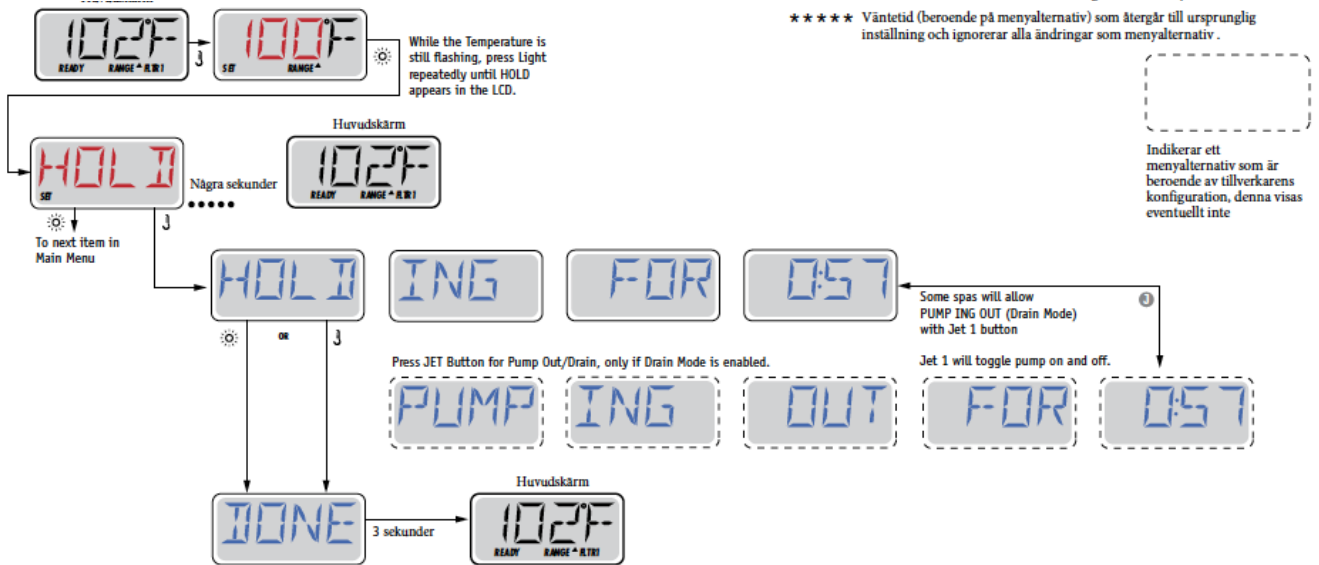 ***** Väntetid (beroende på menyalternativ) som återgår till ursprunglig
inställning och ignorerar alla ändringar som menyalternativ .
102°F
READY RANGE FLTR1
100°F
SET RANGE
While the Temperature is
still flashing, press Light
repeatedly until HOLD
appears in the LCD.
Indikerar ett
menyalternativ som är
beroende av tillverkarens
konfiguration, denna visas
eventuellt inte
HOLD
SET
Några sekunder
•••••
Huvudskärm
102°F
READY RANGE FLTR1
To next item in
Main Menu
HOLD
ING
FOR
0:57
Some spas will allow
PUMP ING OUT (Drain Mode)
with Jet 1 button
J
OR
Press JET Button for Pump Out/Drain, only if Drain Mode is enabled.
Jet 1 will toggle pump on and off.
PUMP
ING
OUT
FOR
0:57
DONE
3 sekunder
Huvudskärm
102°F
READY RANGE FLTR1